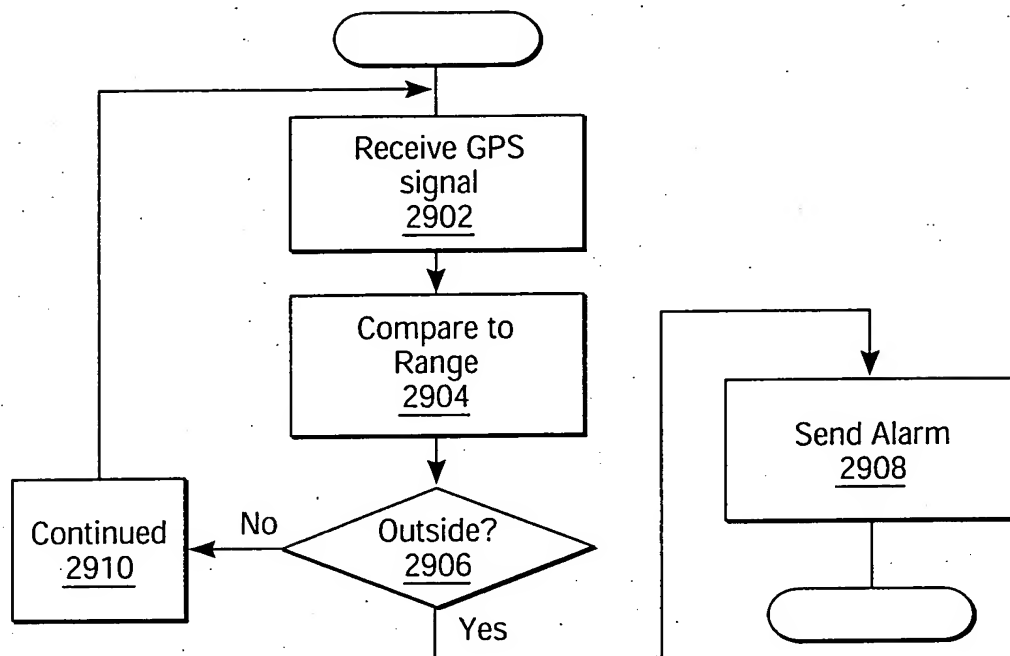 Receive GPS
signal
2902
Compare to
Range
2904
Outside?
2906
No
Continued
2910
Yes
Send Alarm
2908